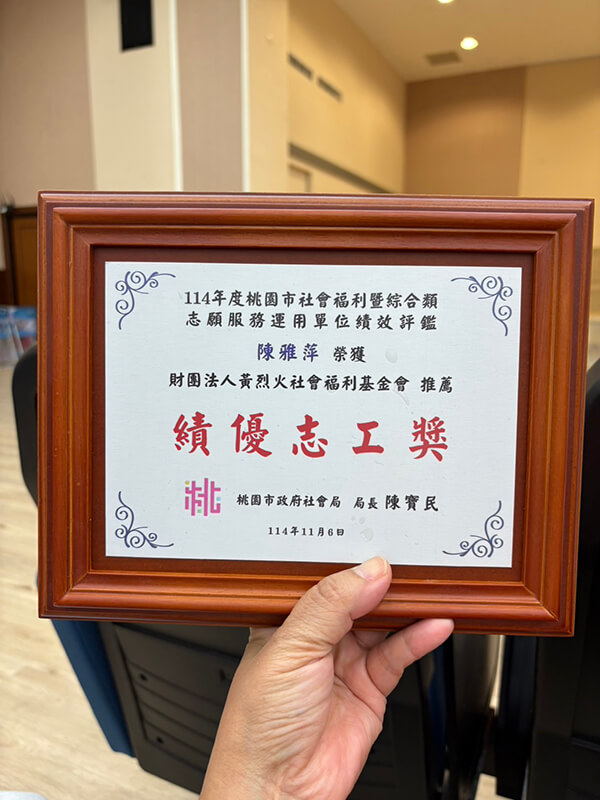 114年度桃園市社會福利暨綜合類
志願服務運用單位績效評鑑
陳雅萍 榮獲
財團法人黃烈火社會福利基金會 推薦
績優志工獎
桃 桃園市政府社會局 局長 陳寶民
114年11月6日